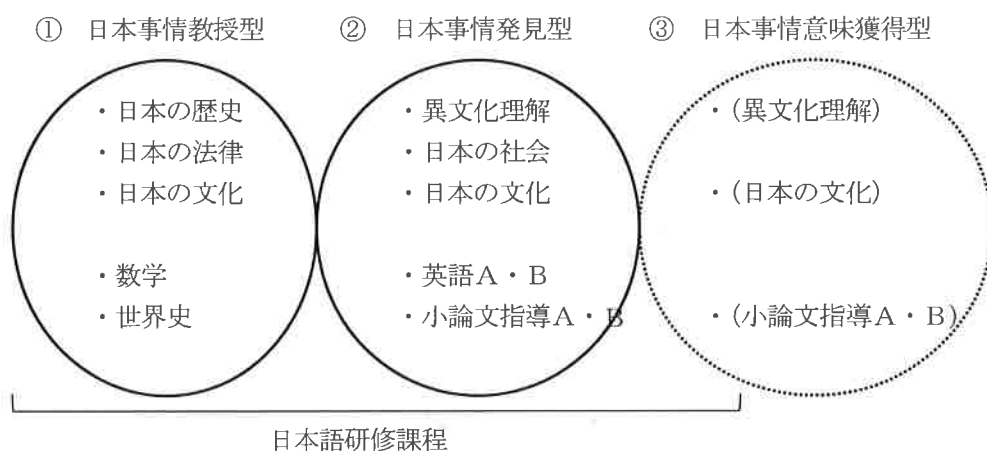 ① 日本事情教授型 ② 日本事情発見型 ③ 日本事情意味獲得型
・日本の歴史 ・異文化理解 ・(異文化理解)
・日本の法律 ・日本の社会
・日本の文化 ・日本の文化 ・(日本の文化)
・数学 ・英語A・B
・世界史 ・小論文指導A・B ・(小論文指導A・B)
日本語研修課程